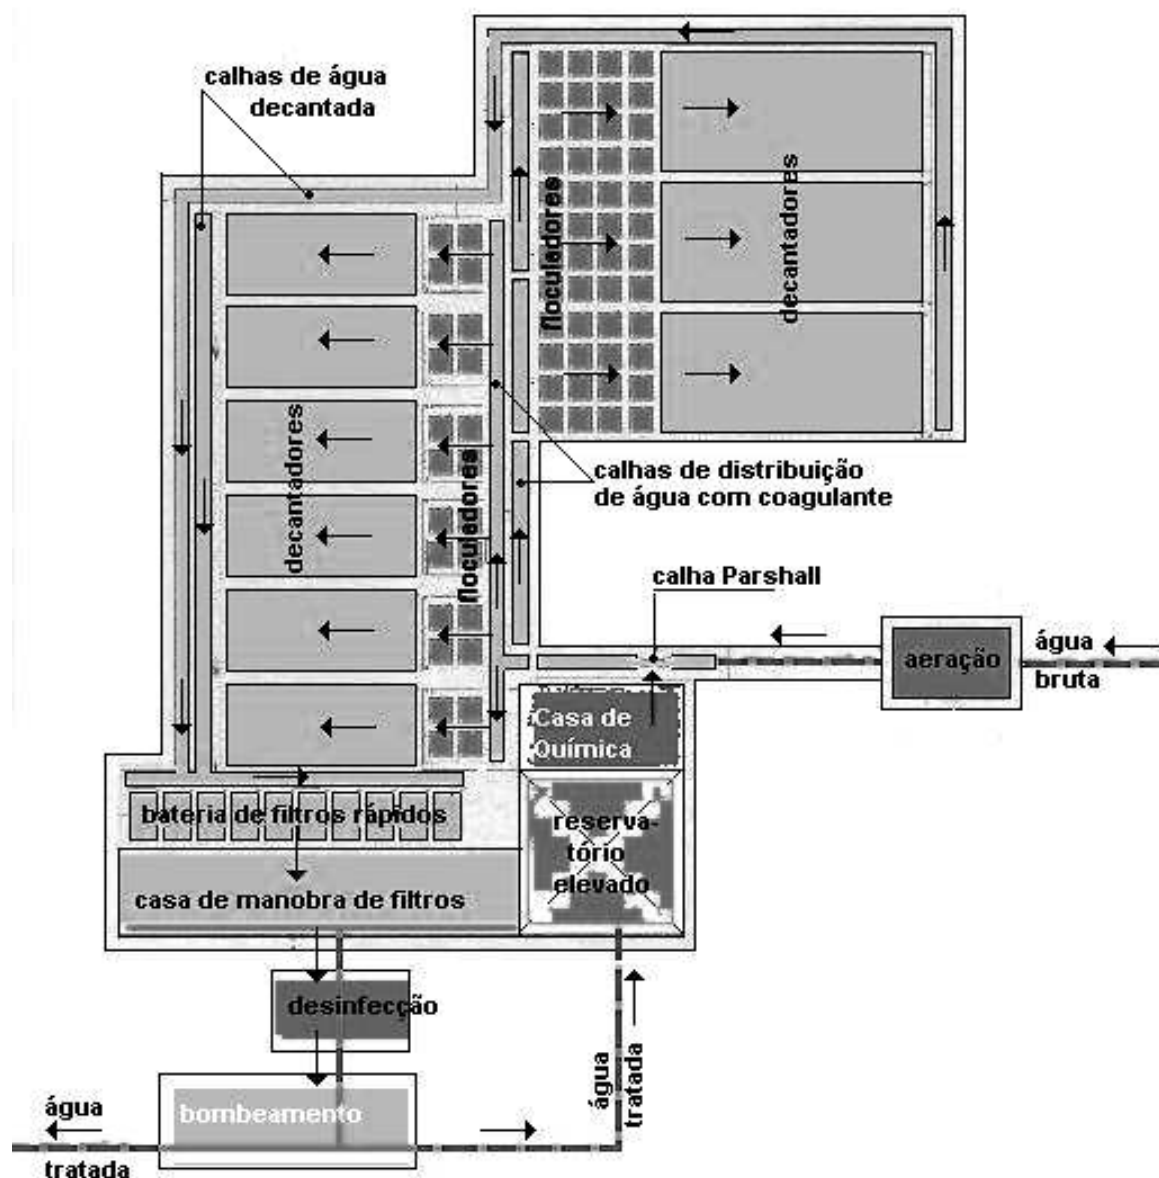 calhas de água
decantada
floculadores
decantadores
decantadores
floculadores
calhas de distribuição
de água com coagulante
calha Parshall
aeração
água
bruta
Casa de
Química
bateria de filtros rápidos
reserva-
tório
elevado
casa de manobra de filtros
desinfecção
água
tratada
bombeamento
água
tratada